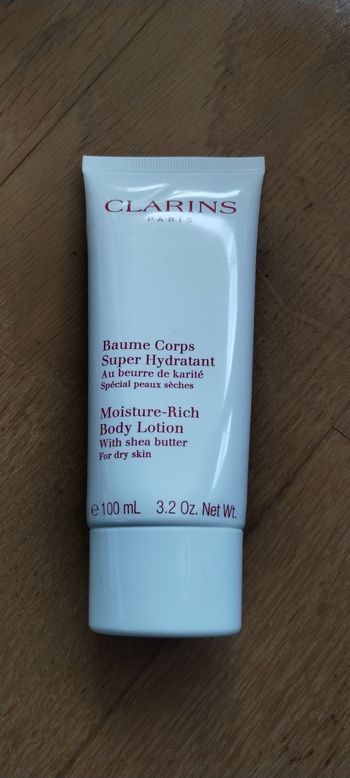 CLARINS
PARIS
Baume Corps
Super Hydratant
Au beurre de karité
Spécial peaux sèches
Moisture-Rich
Body Lotion
With shea butter
For dry skin
℮ 100 mL 3.2 Oz. Net Wt.